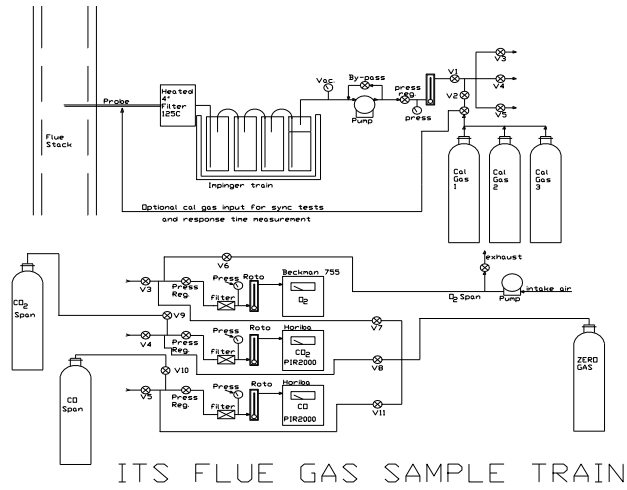 Flue
Stack
Probe
Heated
4"
Filter
125C
Impinger train
Vac.
By-pass
Pump
press
reg.
press
V1
V2
V3
V4
V5
Cal
Gas
1
Cal
Gas
2
Cal
Gas
3
Optional cal gas input for sync tests
and response time measurement
CO2
Span
V3
Press
Reg.
V6
Press
filter
Roto
Beckman 755
O2
exhaust
O2 Span
Pump
intake air
V9
V4
Press
Reg.
Press
filter
Roto
Horiba
CO2
PIR2000
V7
V8
CO
Span
V10
V5
Press
Reg.
Press
filter
Roto
Horiba
CO
PIR2000
V11
ZERO
GAS
ITS FLUE GAS SAMPLE TRAIN